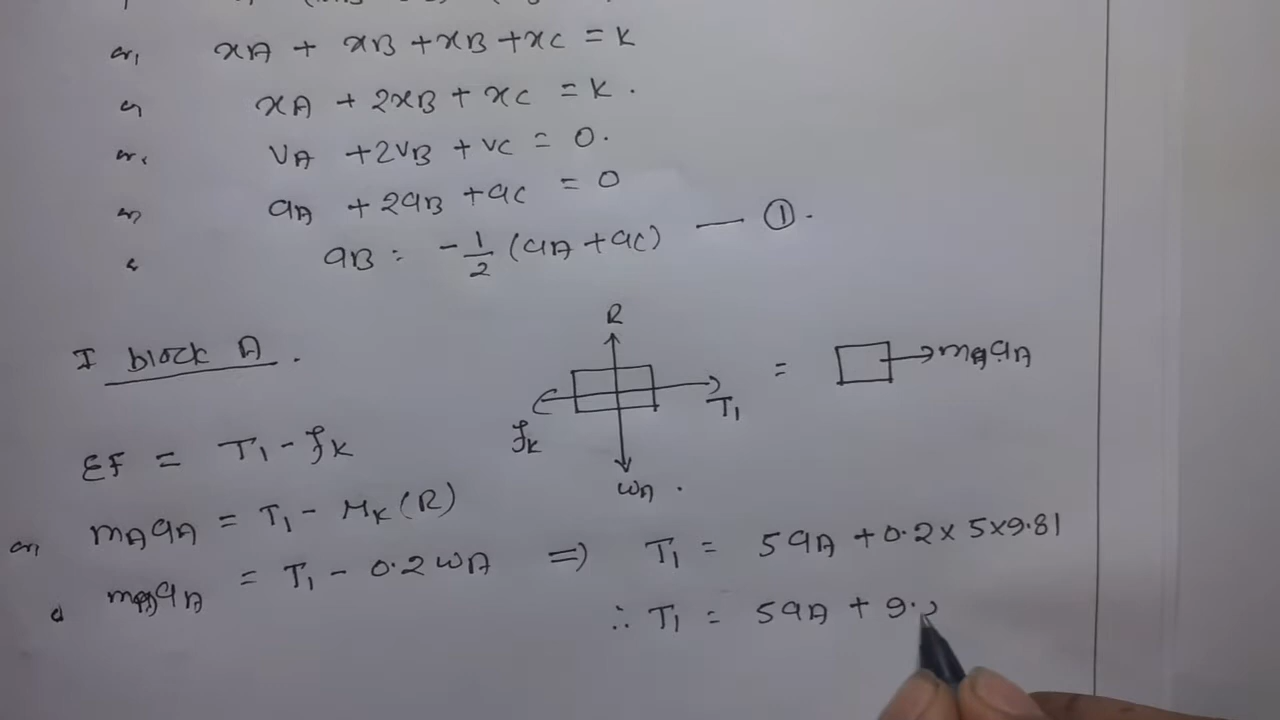 or, xA + xB + xB + xC = K
or xA + 2xB + xC = K.
or, VA + 2VB + VC = 0.
or, aA + 2aB + aC = 0
aB = -1/2 (aA + aC) — ①.
I block A.
R
= mAaA
fK T1
WA.
ΣF = T1 - fK
or, mAaA = T1 - μK (R)
mAaA = T1 - 0.2 WA ⇒ T1 = 5aA + 0.2 × 5×9.81
∴ T1 = 5aA + 9.